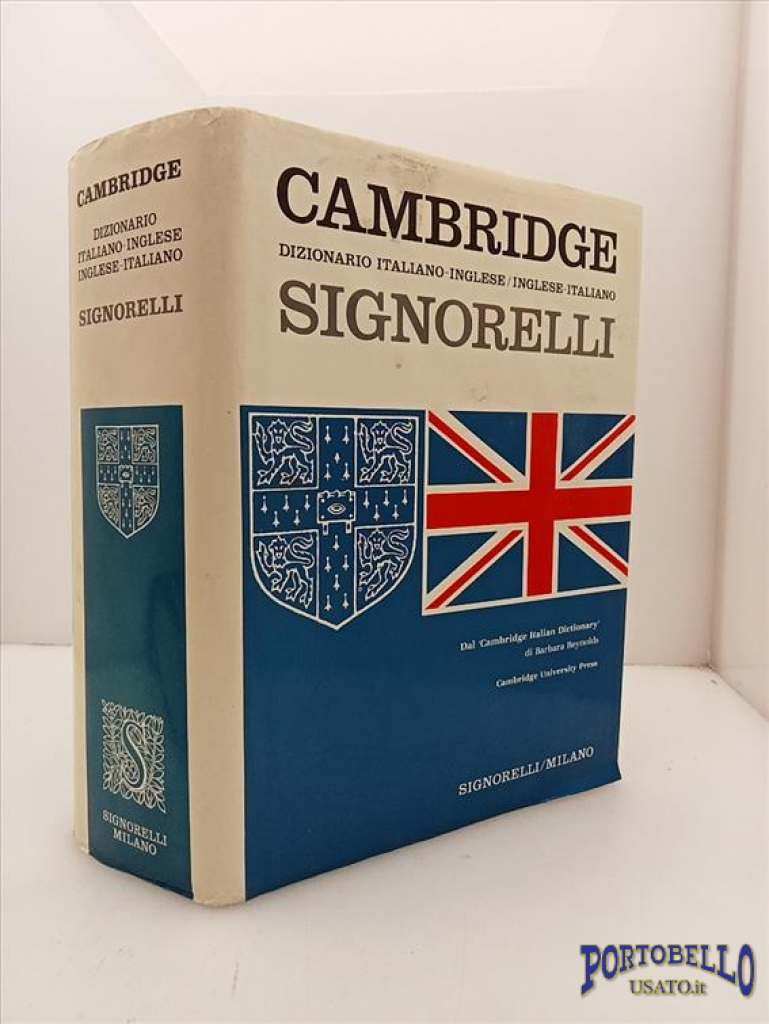 CAMBRIDGE
DIZIONARIO
ITALIANO-INGLESE
INGLESE-ITALIANO
SIGNORELLI
S
SIGNORELLI
MILANO
CAMBRIDGE
DIZIONARIO ITALIANO-INGLESE/INGLESE-ITALIANO
SIGNORELLI
Dal 'Cambridge Italian Dictionary'
di Barbara Reynolds
Cambridge University Press
SIGNORELLI/MILANO
PORTOBELLO
USATO.it